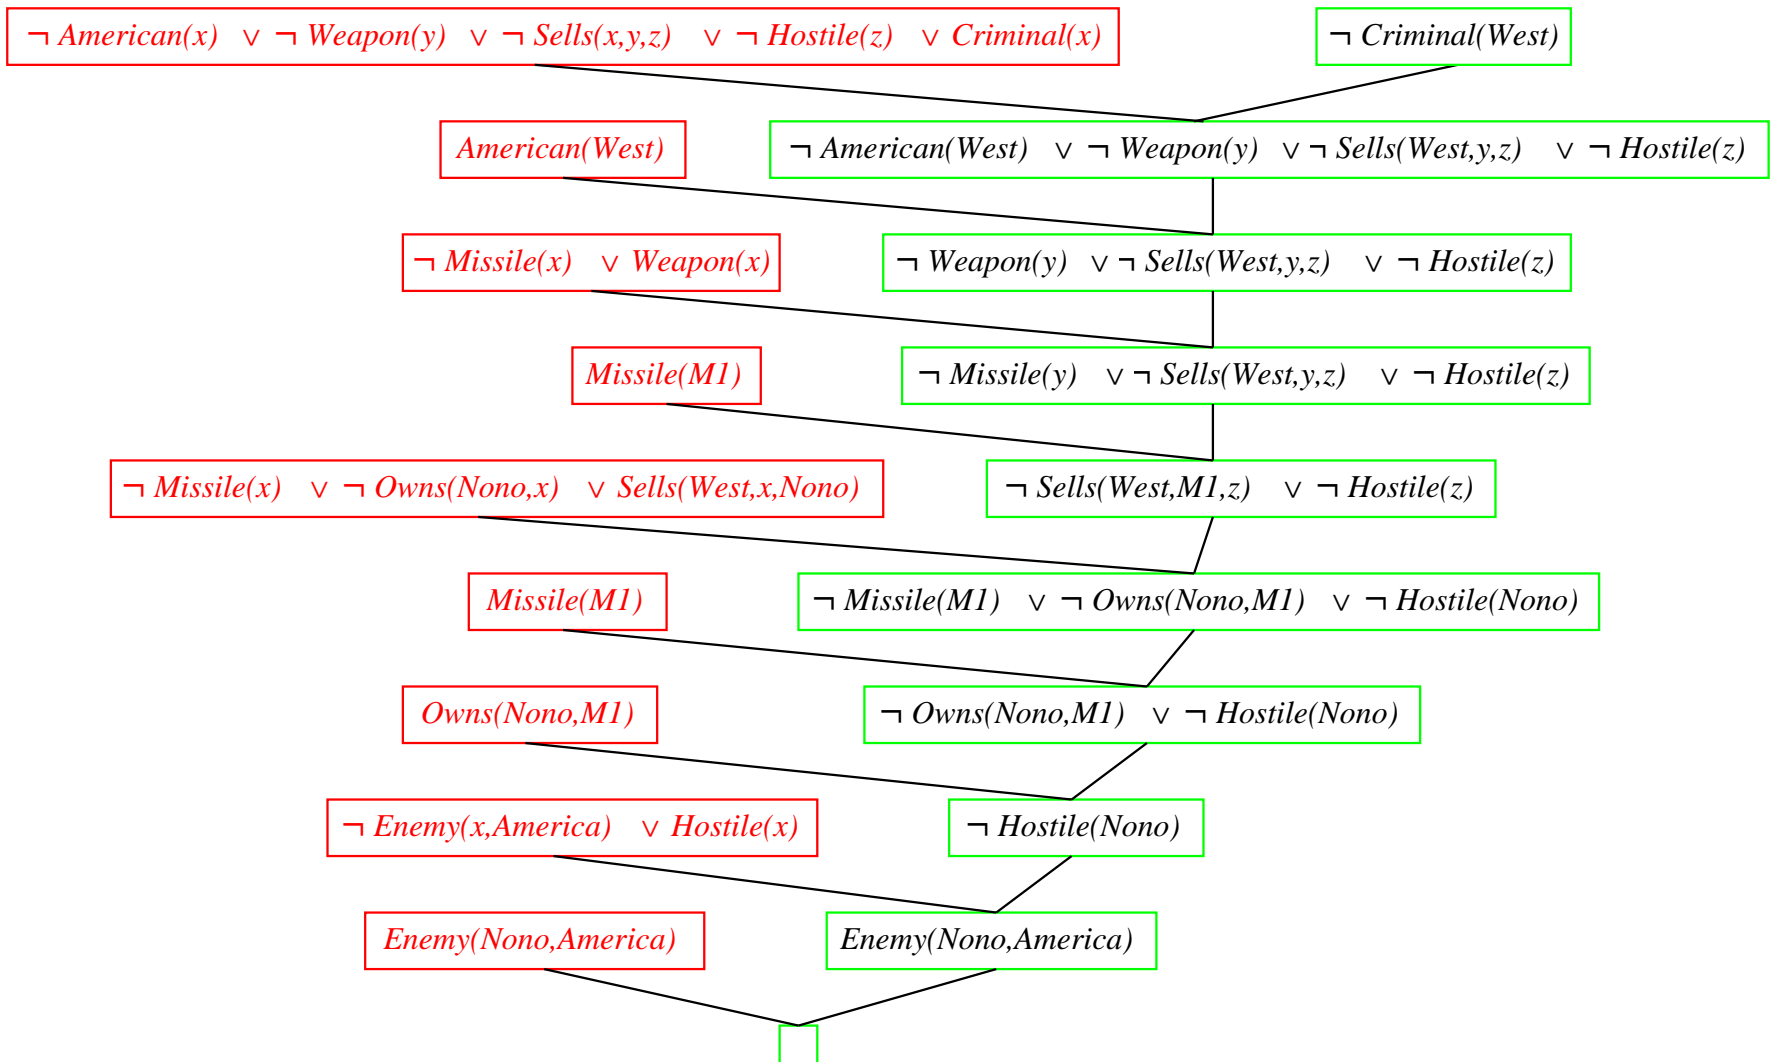 ¬ American(x) ∨ ¬ Weapon(y) ∨ ¬ Sells(x,y,z) ∨ ¬ Hostile(z) ∨ Criminal(x) ¬ Criminal(West)
American(West) ¬ American(West) ∨ ¬ Weapon(y) ∨ ¬ Sells(West,y,z) ∨ ¬ Hostile(z)
¬ Missile(x) ∨ Weapon(x) ¬ Weapon(y) ∨ ¬ Sells(West,y,z) ∨ ¬ Hostile(z)
Missile(M1) ¬ Missile(y) ∨ ¬ Sells(West,y,z) ∨ ¬ Hostile(z)
¬ Missile(x) ∨ ¬ Owns(Nono,x) ∨ Sells(West,x,Nono) ¬ Sells(West,M1,z) ∨ ¬ Hostile(z)
Missile(M1) ¬ Missile(M1) ∨ ¬ Owns(Nono,M1) ∨ ¬ Hostile(Nono)
Owns(Nono,M1) ¬ Owns(Nono,M1) ∨ ¬ Hostile(Nono)
¬ Enemy(x,America) ∨ Hostile(x) ¬ Hostile(Nono)
Enemy(Nono,America) Enemy(Nono,America)